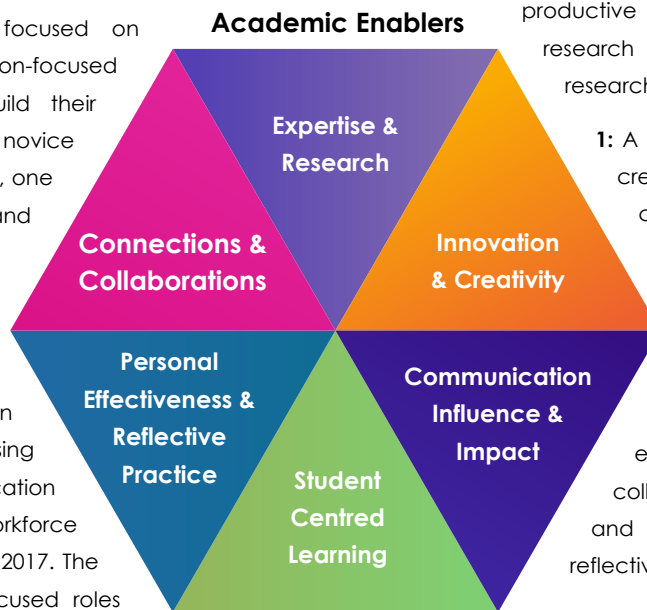 focused on
on-focused
uild their
novice
, one
and
Academic Enablers
productive
research
research
1: A
cre
Expertise &
Research
Connections &
Collaborations
Innovation
& Creativity
Personal
Effectiveness &
Reflective
Practice
Communication
Influence &
Impact
Student
Centred
Learning
n
sing
cation
orkforce
2017. The
cused roles
e
coll
and
reflectiv